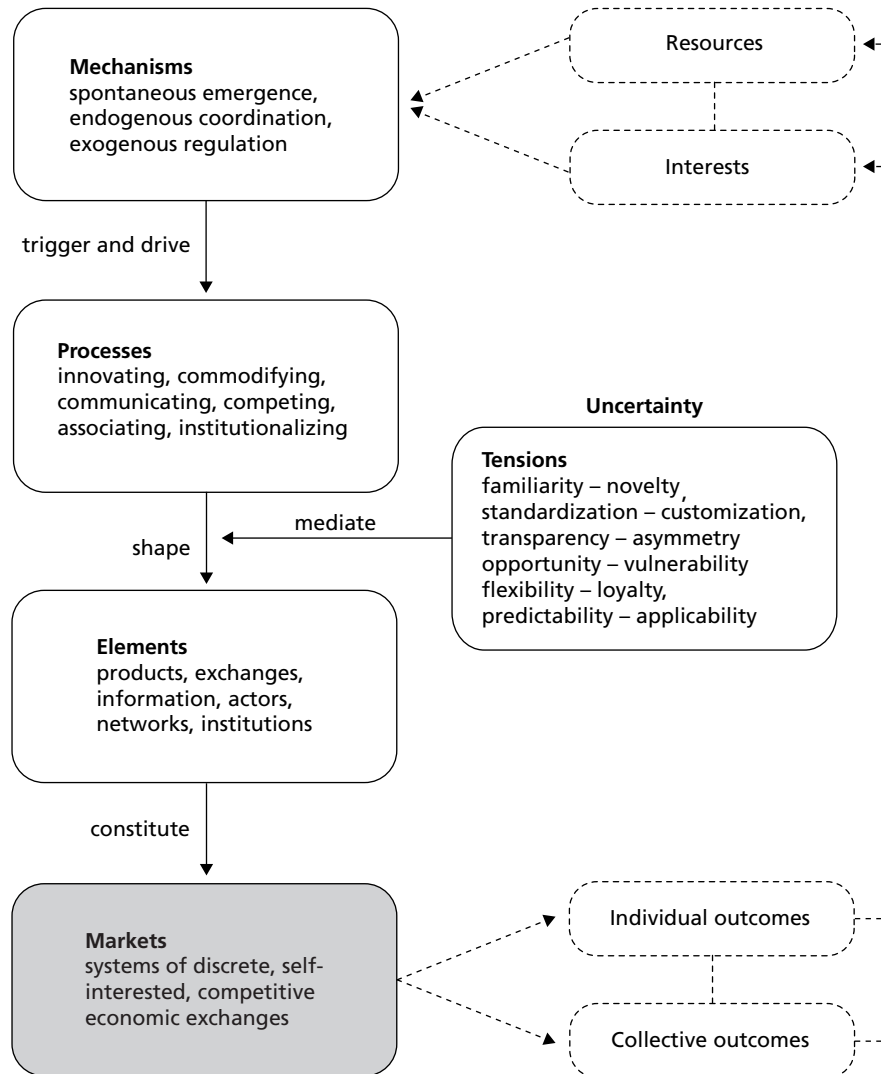 Mechanisms
spontaneous emergence,
endogenous coordination,
exogenous regulation
Resources
Interests
trigger and drive
Processes
innovating, commodifying,
communicating, competing,
associating, institutionalizing
Uncertainty
Tensions
familiarity – novelty,
standardization – customization,
transparency – asymmetry
opportunity – vulnerability
flexibility – loyalty,
predictability – applicability
mediate
shape
Elements
products, exchanges,
information, actors,
networks, institutions
constitute
Markets
systems of discrete, self-
interested, competitive
economic exchanges
Individual outcomes
Collective outcomes